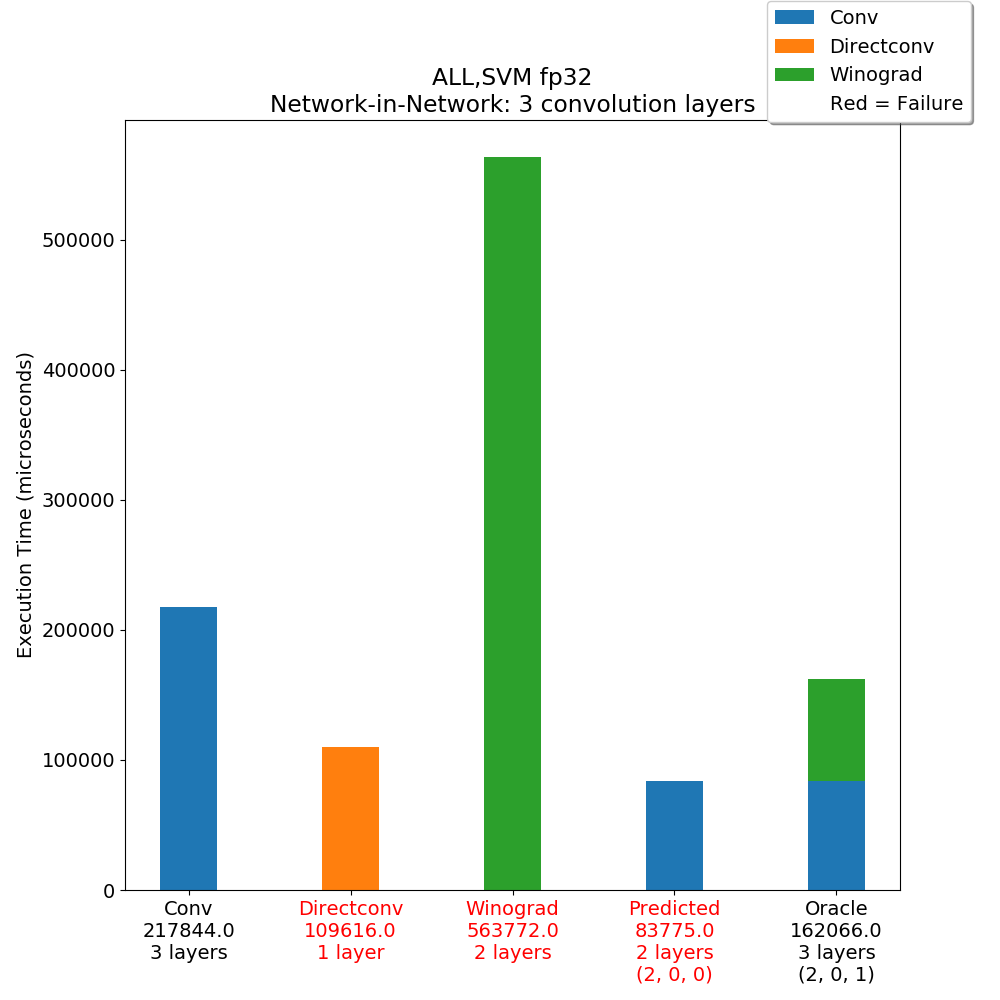 Conv
Directconv
Winograd
Red = Failure
ALL,SVM fp32
Network-in-Network: 3 convolution layers
Execution Time (microseconds)
500000
400000
300000
200000
100000
0
Conv
217844.0
3 layers
Directconv
109616.0
1 layer
Winograd
563772.0
2 layers
Predicted
83775.0
2 layers
(2, 0, 0)
Oracle
162066.0
3 layers
(2, 0, 1)